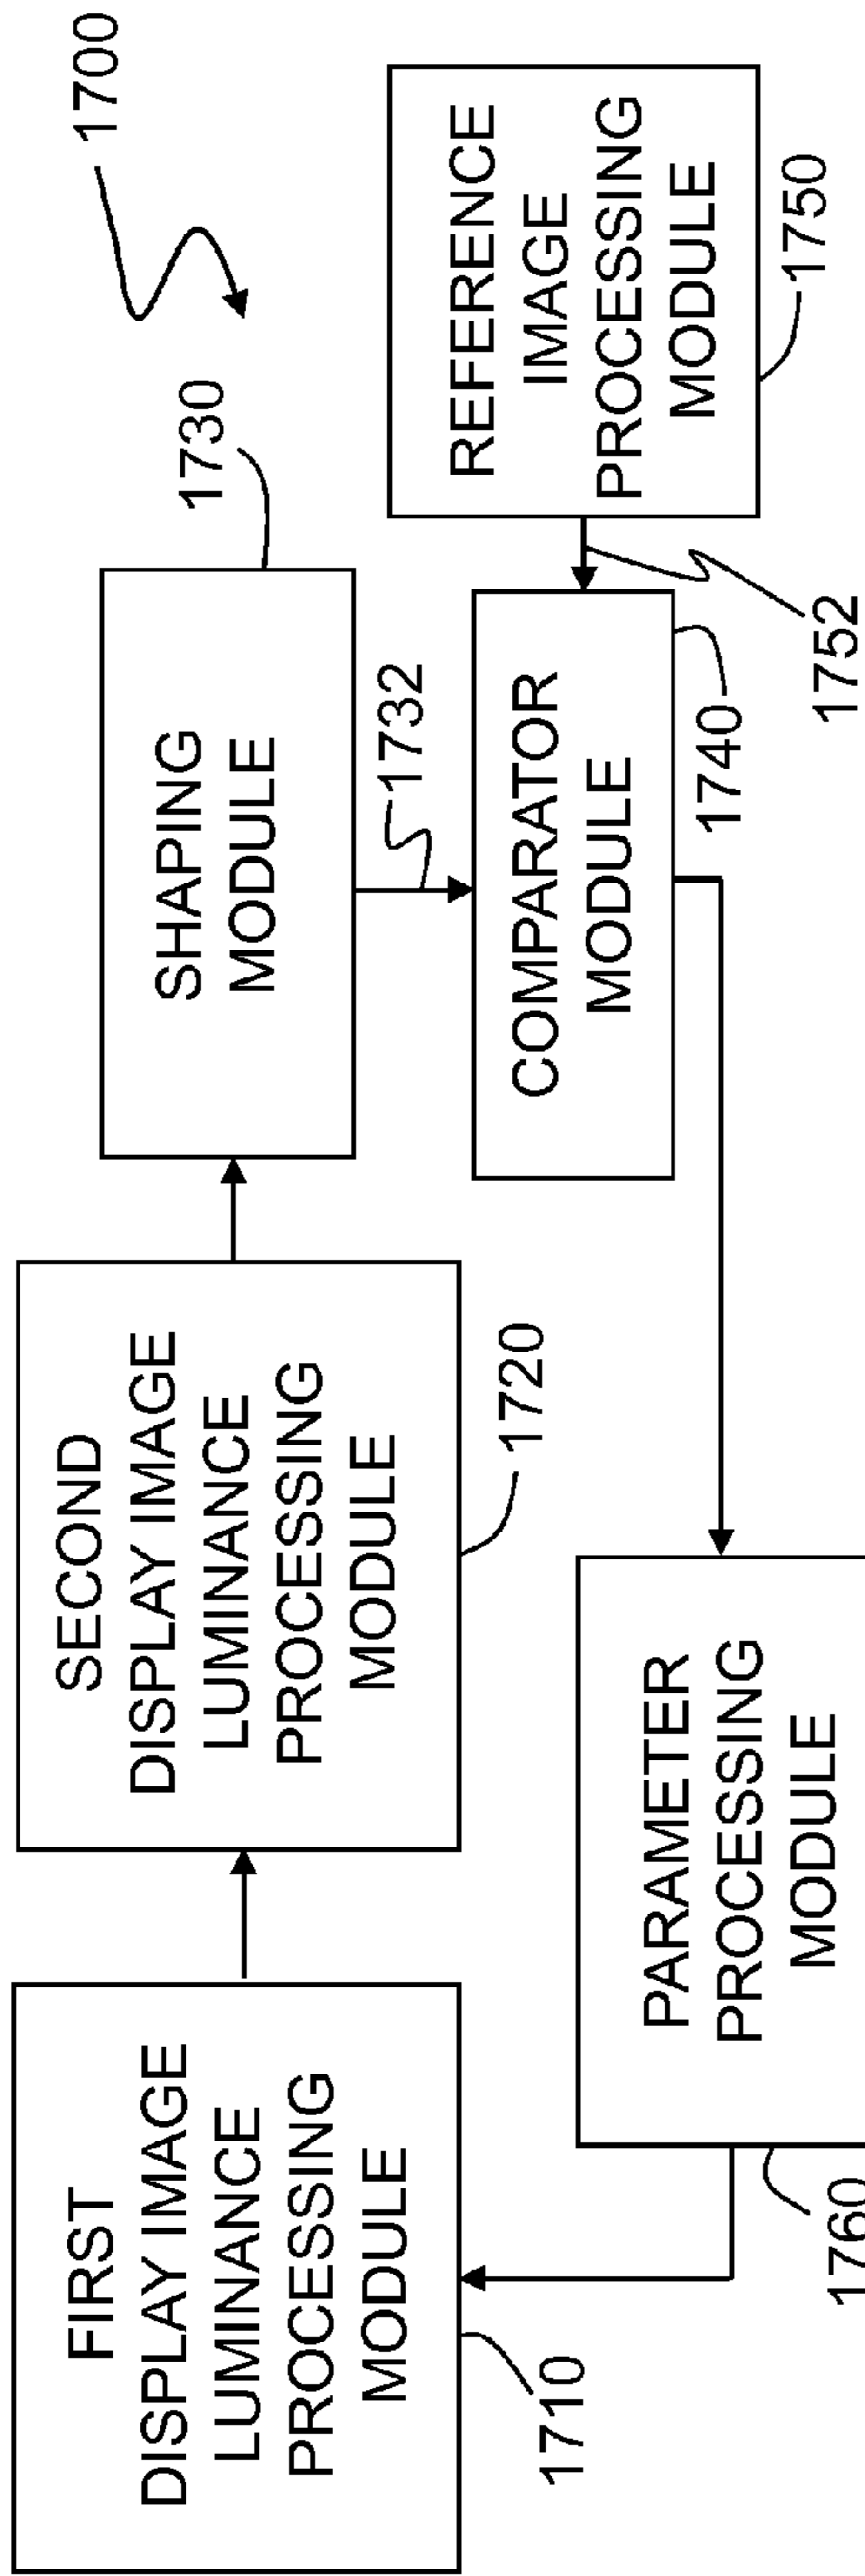 1700
FIRST
DISPLAY IMAGE
LUMINANCE
PROCESSING
MODULE
1710
SECOND
DISPLAY IMAGE
LUMINANCE
PROCESSING
MODULE
1720
SHAPING
MODULE
1730
1732
COMPARATOR
MODULE
1740
REFERENCE
IMAGE
PROCESSING
MODULE
1750
1752
PARAMETER
PROCESSING
MODULE
1760